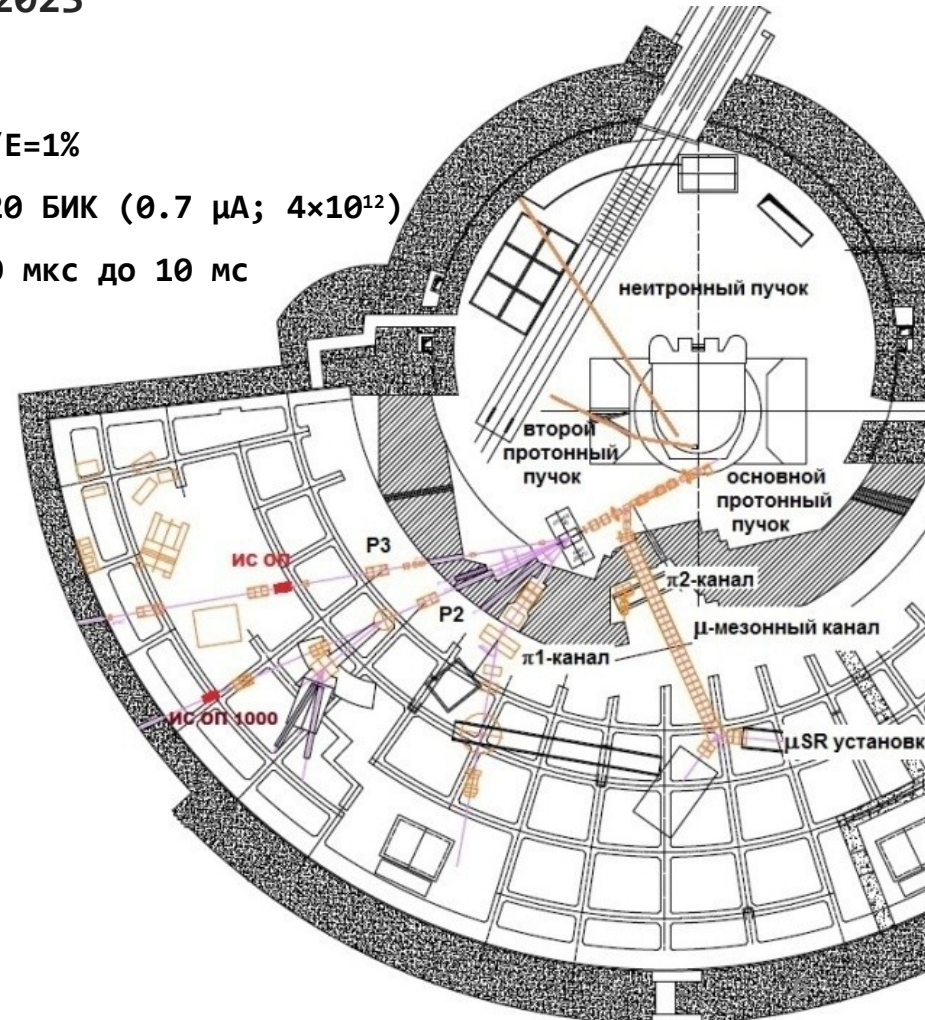 2023
/E=1%
20 БИК (0.7 μA; 4×10¹²)
0 мкс до 10 мс
неитронный пучок
второй
протонный
пучок
основной
протонный
пучок
ИС ОП
P3
P2
π2-канал
μ-мезонный канал
π1-канал
ИС ОП 1000
μSR установк